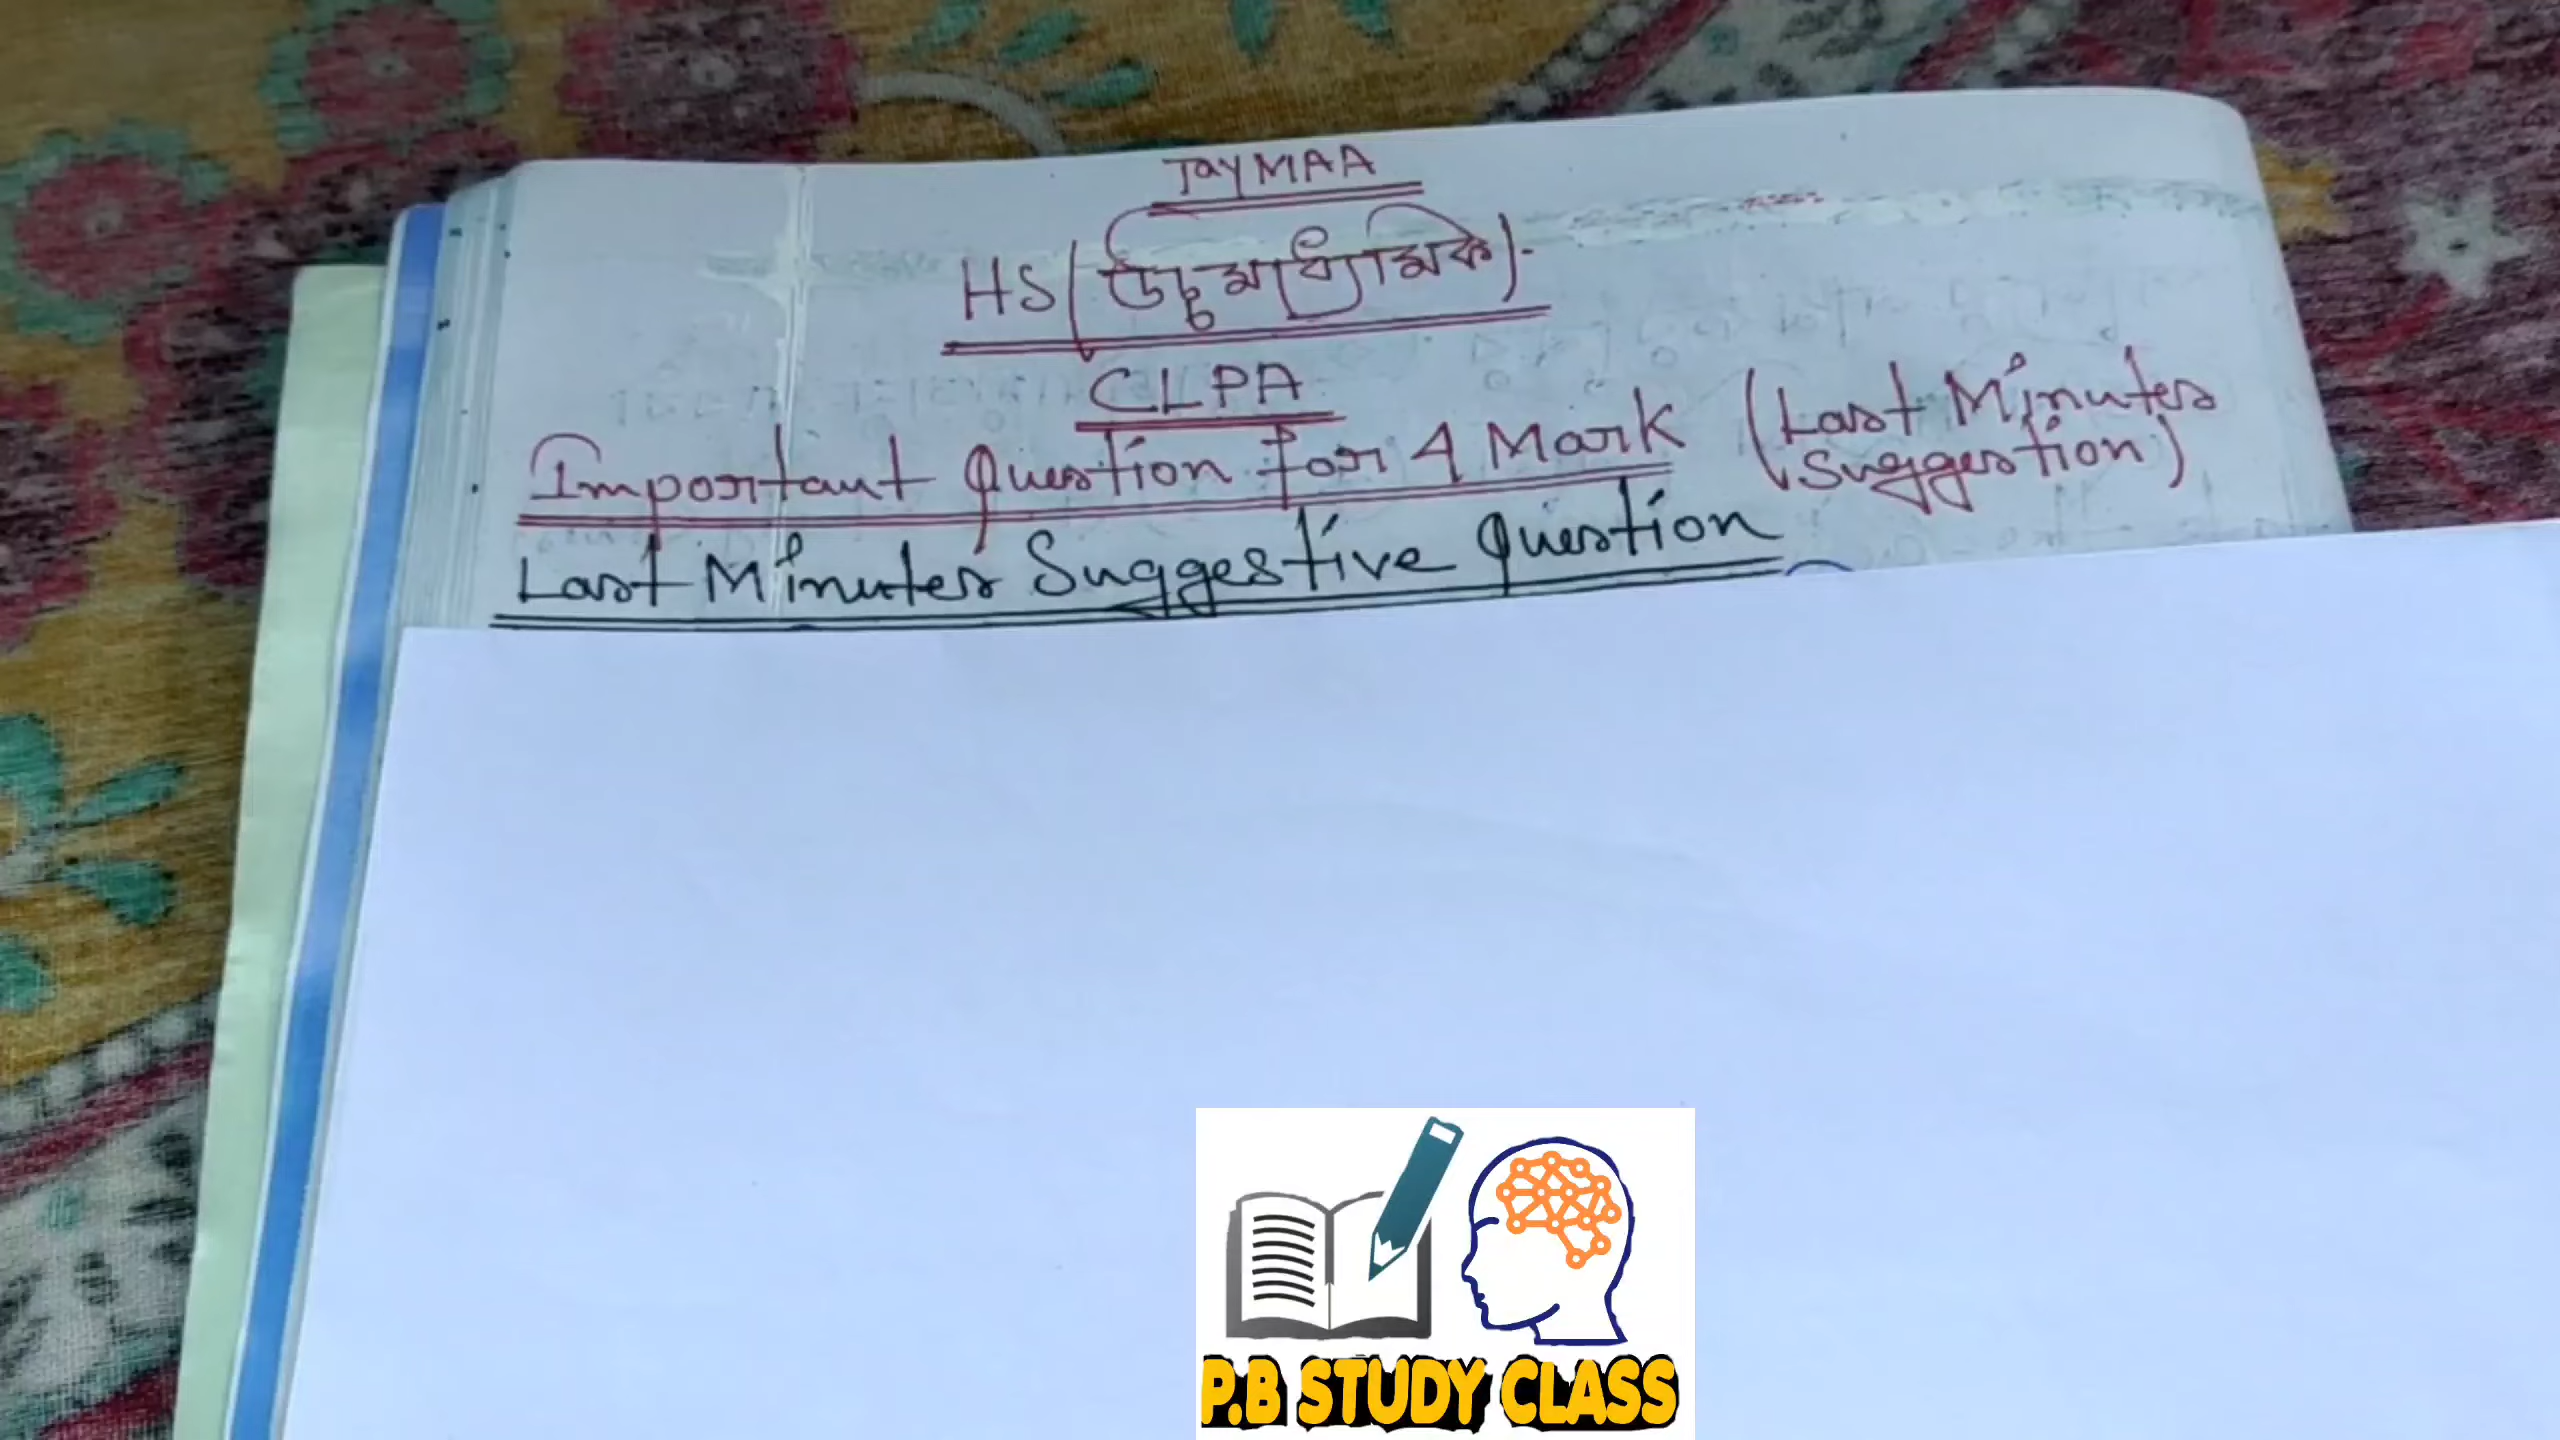 Joy MAA
HS (উচ্চমাধ্যমিক).
CLPA
Important Question for 4 Mark (Last Minutes Suggestion)
Last Minutes Suggestive Question
P.B STUDY CLASS